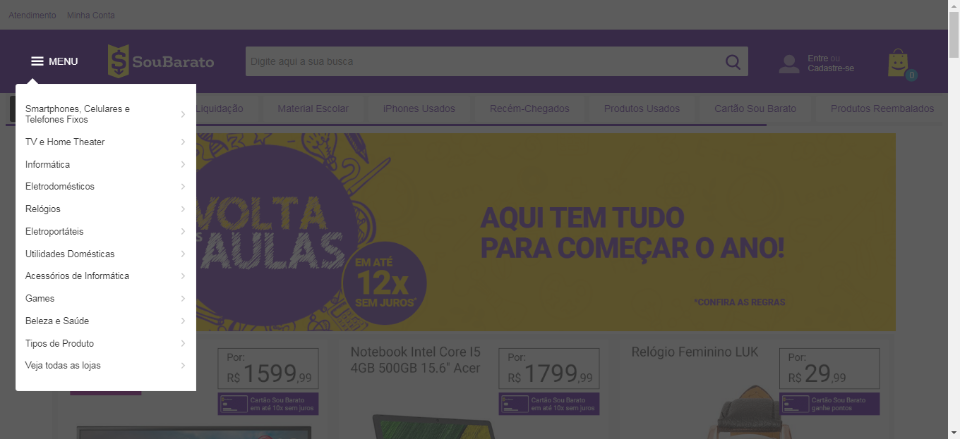 Atendimento Minha Conta
MENU
SouBarato
Digite aqui a sua busca
Entre ou
Cadastre-se
0
Liquidação Material Escolar iPhones Usados Recém-Chegados Produtos Usados Cartão Sou Barato Produtos Reembalados
Smartphones, Celulares e
Telefones Fixos
TV e Home Theater
Informática
Eletrodomésticos
Relógios
Eletroportáteis
Utilidades Domésticas
Acessórios de Informática
Games
Beleza e Saúde
Tipos de Produto
Veja todas as lojas
VOLTA
AULAS
EM ATÉ
12x
SEM JUROS*
AQUI TEM TUDO
PARA COMEÇAR O ANO!
*CONFIRA AS REGRAS
Por:
R$ 1599,99
Cartão Sou Barato
em até 10x sem juros
Notebook Intel Core I5
4GB 500GB 15.6" Acer
Por:
R$ 1799,99
Cartão Sou Barato
em até 10x sem juros
Relógio Feminino LUK
Por:
R$ 29,99
Cartão Sou Barato
ganhe pontos